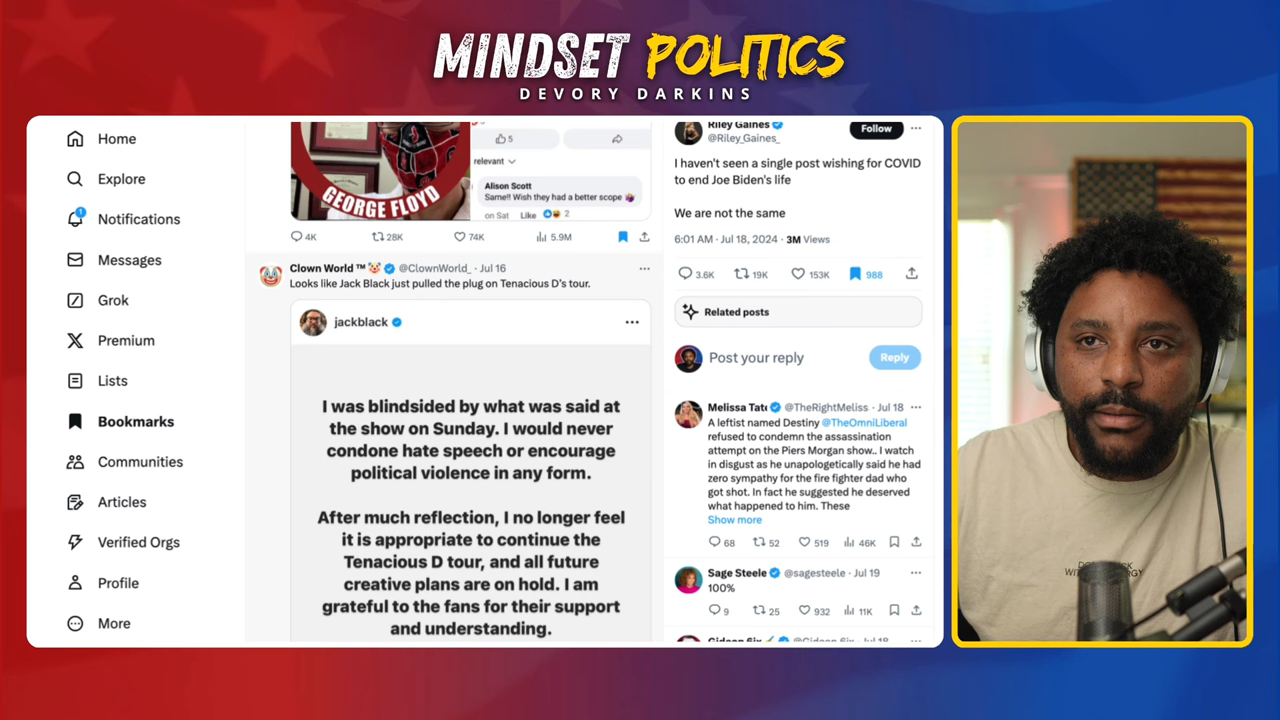 MINDSET POLITICS
DEVORY DARKINS
Home
Explore
1
Notifications
Messages
Grok
Premium
Lists
Bookmarks
Communities
Articles
Verified Orgs
Profile
More
GEORGE FLOYD
5
relevant
Alison Scott
Same!! Wish they had a better scope
on Sat Like 2
4K 28K 74K 5.9M
Clown World ™ @ClownWorld_ · Jul 16
Looks like Jack Black just pulled the plug on Tenacious D's tour.
jackblack
I was blindsided by what was said at
the show on Sunday. I would never
condone hate speech or encourage
political violence in any form.
After much reflection, I no longer feel
it is appropriate to continue the
Tenacious D tour, and all future
creative plans are on hold. I am
grateful to the fans for their support
and understanding.
Riley Gaines
@Riley_Gaines_
Follow
I haven't seen a single post wishing for COVID
to end Joe Biden's life
We are not the same
6:01 AM · Jul 18, 2024 · 3M Views
3.6K 19K 153K 988
Related posts
Post your reply
Reply
Melissa Tate @TheRightMeliss · Jul 18
A leftist named Destiny @TheOmniLiberal
refused to condemn the assassination
attempt on the Piers Morgan show.. I watch
in disgust as he unapologetically said he had
zero sympathy for the fire fighter dad who
got shot. In fact he suggested he deserved
what happened to him. These
Show more
68 52 519 46K
Sage Steele @sagesteele · Jul 19
100%
9 25 932 11K